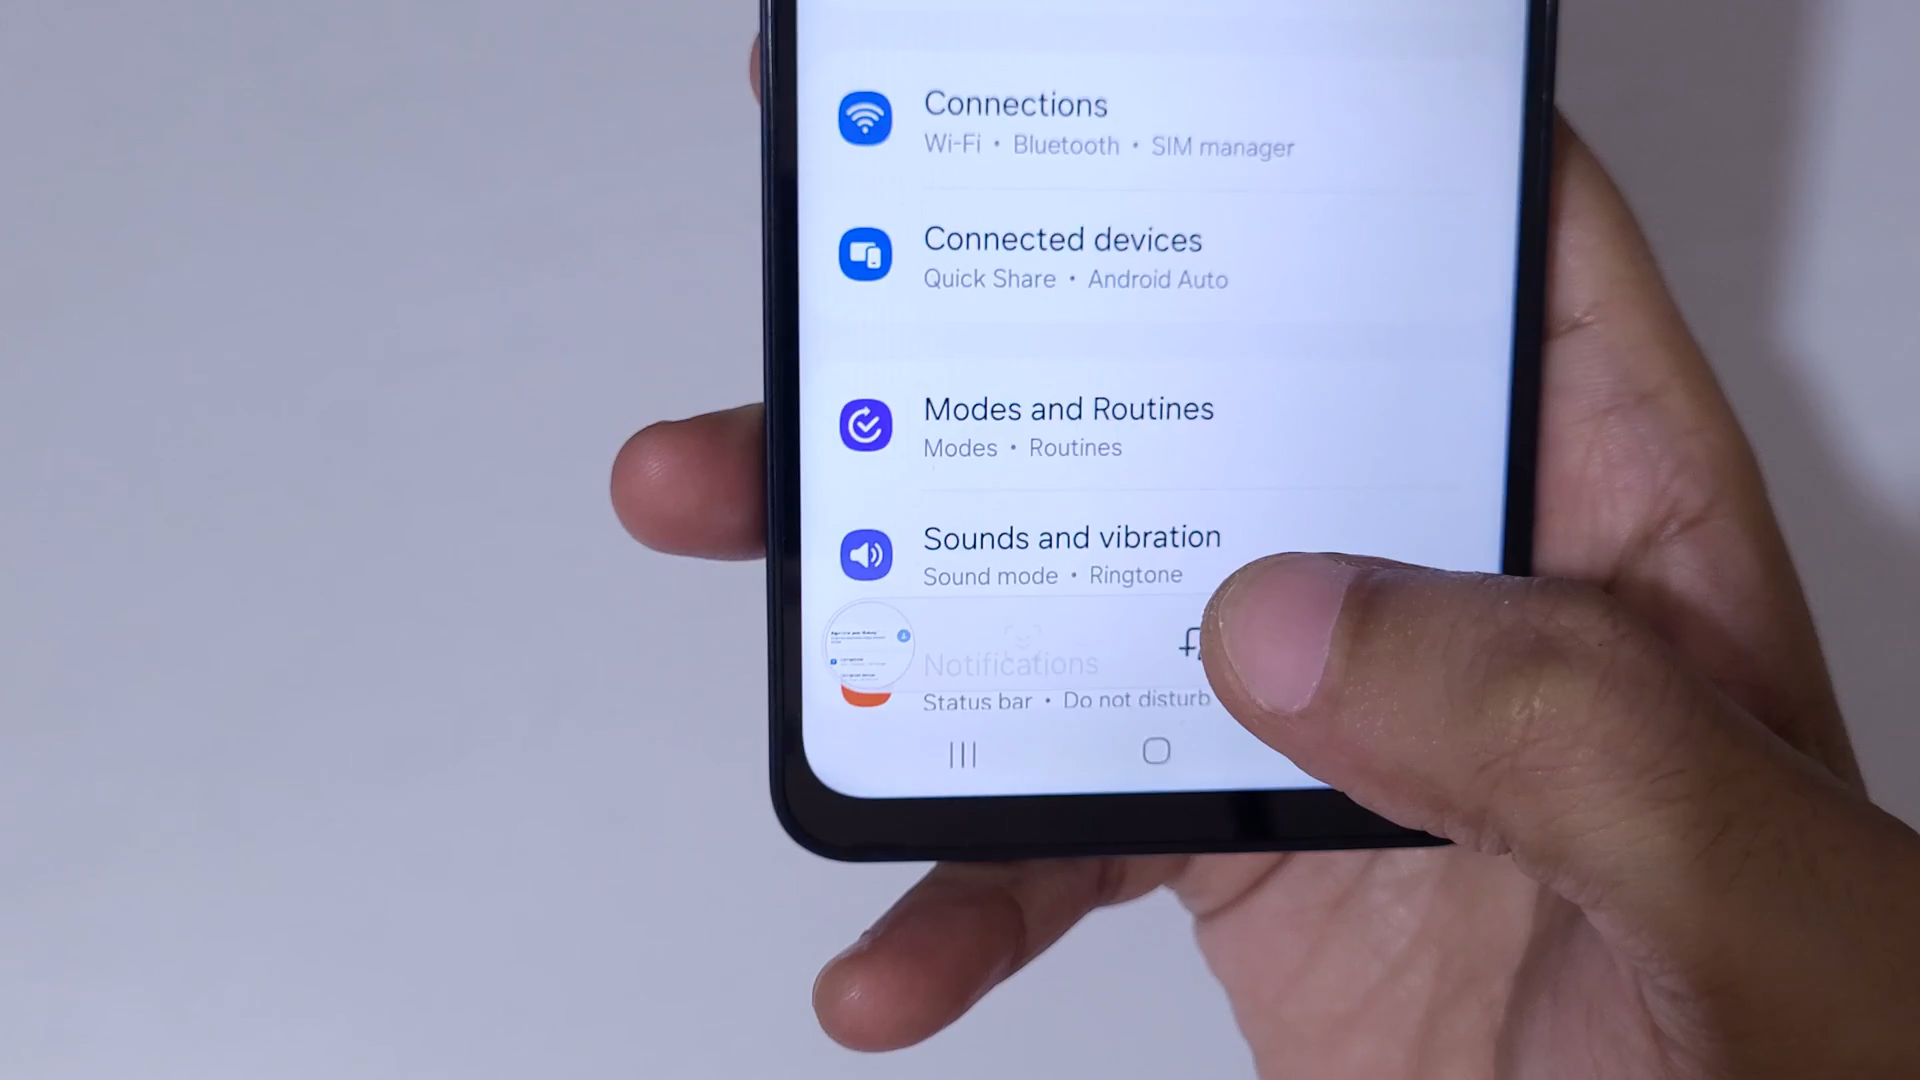 Connections
Wi-Fi • Bluetooth • SIM manager
Connected devices
Quick Share • Android Auto
Modes and Routines
Modes • Routines
Sounds and vibration
Sound mode • Ringtone
Notifications
Status bar • Do not disturb